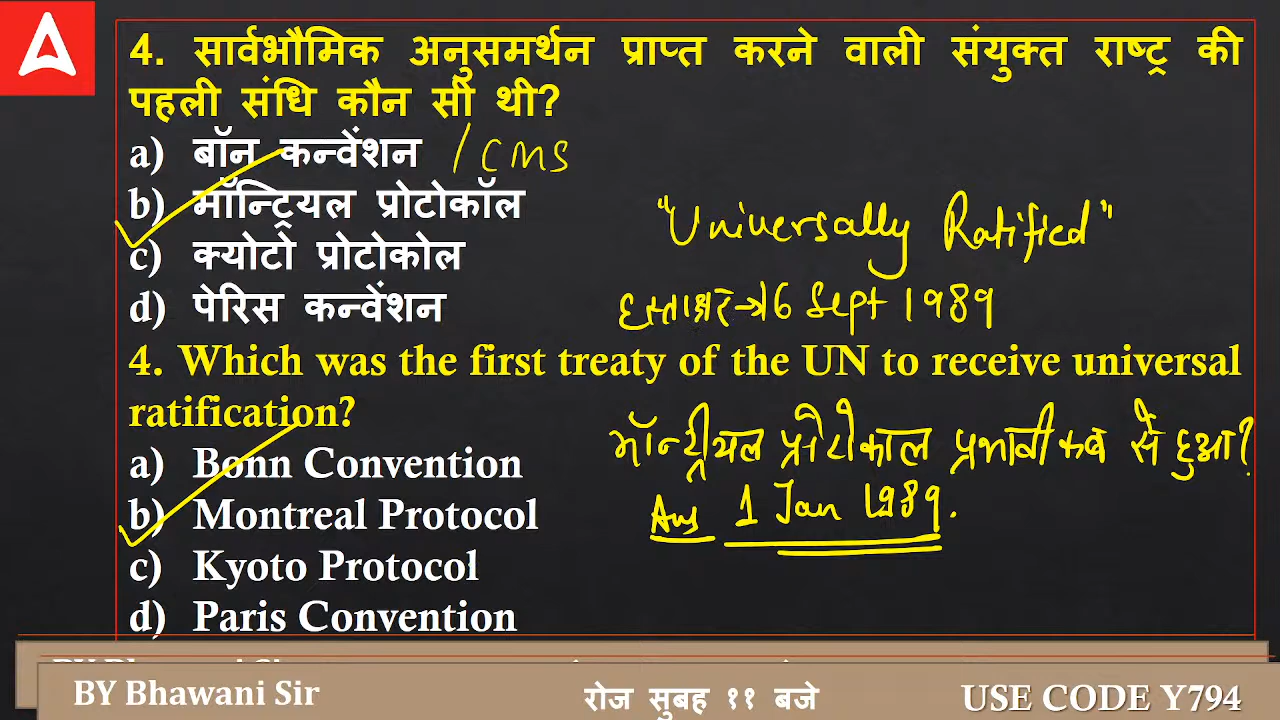 4. सार्वभौमिक अनुसमर्थन प्राप्त करने वाली संयुक्त राष्ट्र की
पहली संधि कौन सी थी?
a) बॉन कन्वेंशन / CMS
b) मॉन्ट्रियल प्रोटोकॉल
c) क्योटो प्रोटोकोल
d) पेरिस कन्वेंशन
"Universally Ratified"
हस्ताक्षर → 16 Sept 1989
4. Which was the first treaty of the UN to receive universal
ratification?
a) Bonn Convention
b) Montreal Protocol
c) Kyoto Protocol
d) Paris Convention
मॉन्ट्रीयल प्रोटोकाल प्रभावी कब से हुआ?
Ans 1 Jan 1989.
BY Bhawani Sir
रोज सुबह ११ बजे
USE CODE Y794